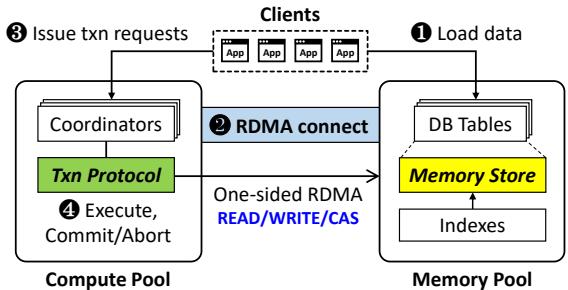 Clients
❸ Issue txn requests
App App App App
❶ Load data
Coordinators
❷ RDMA connect
DB Tables
Txn Protocol
Memory Store
One-sided RDMA
READ/WRITE/CAS
❹ Execute,
Commit/Abort
Indexes
Compute Pool
Memory Pool